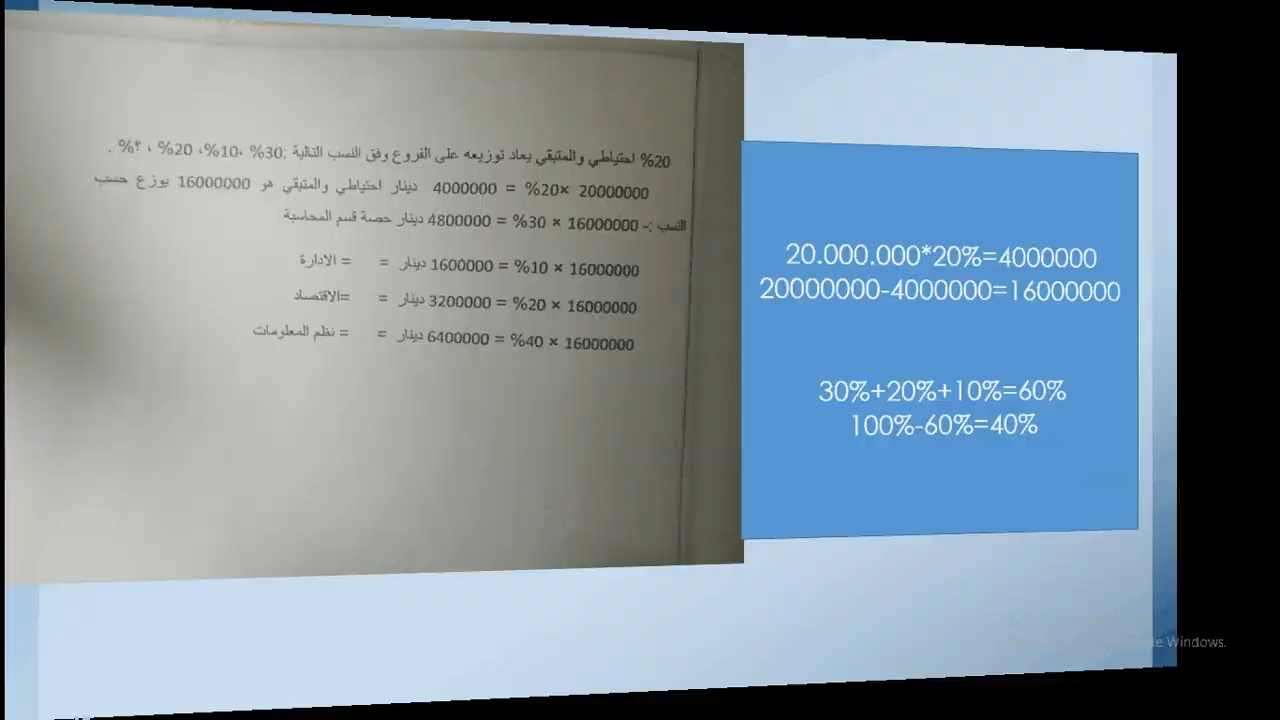 %20 احتياطي والمتبقي يعاد توزيعه على الفروع وفق النسب التالية :30% ،10%، 20% ، ؟% .
20000000 ×20% = 4000000 دينار احتياطي والمتبقي هو 16000000 يوزع حسب
النسب :- 16000000 × 30% = 4800000 دينار حصة قسم المحاسبة
16000000 × 10% = 1600000 دينار = = الادارة
16000000 × 20% = 3200000 دينار = =الاقتصاد
16000000 × 40% = 6400000 دينار = = نظم المعلومات
20.000.000*20%=4000000
20000000-4000000=16000000
30%+20%+10%=60%
100%-60%=40%
Windows.